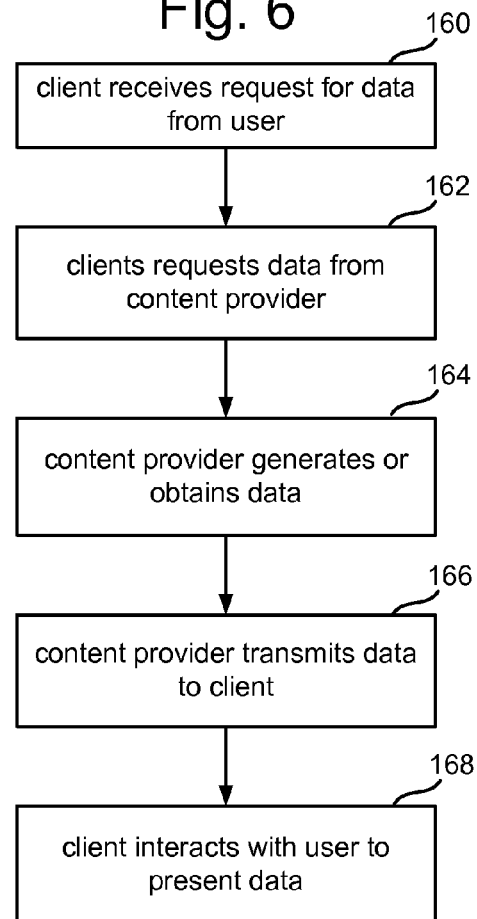 Fig. 6
160
client receives request for data
from user
162
clients requests data from
content provider
164
content provider generates or
obtains data
166
content provider transmits data
to client
168
client interacts with user to
present data